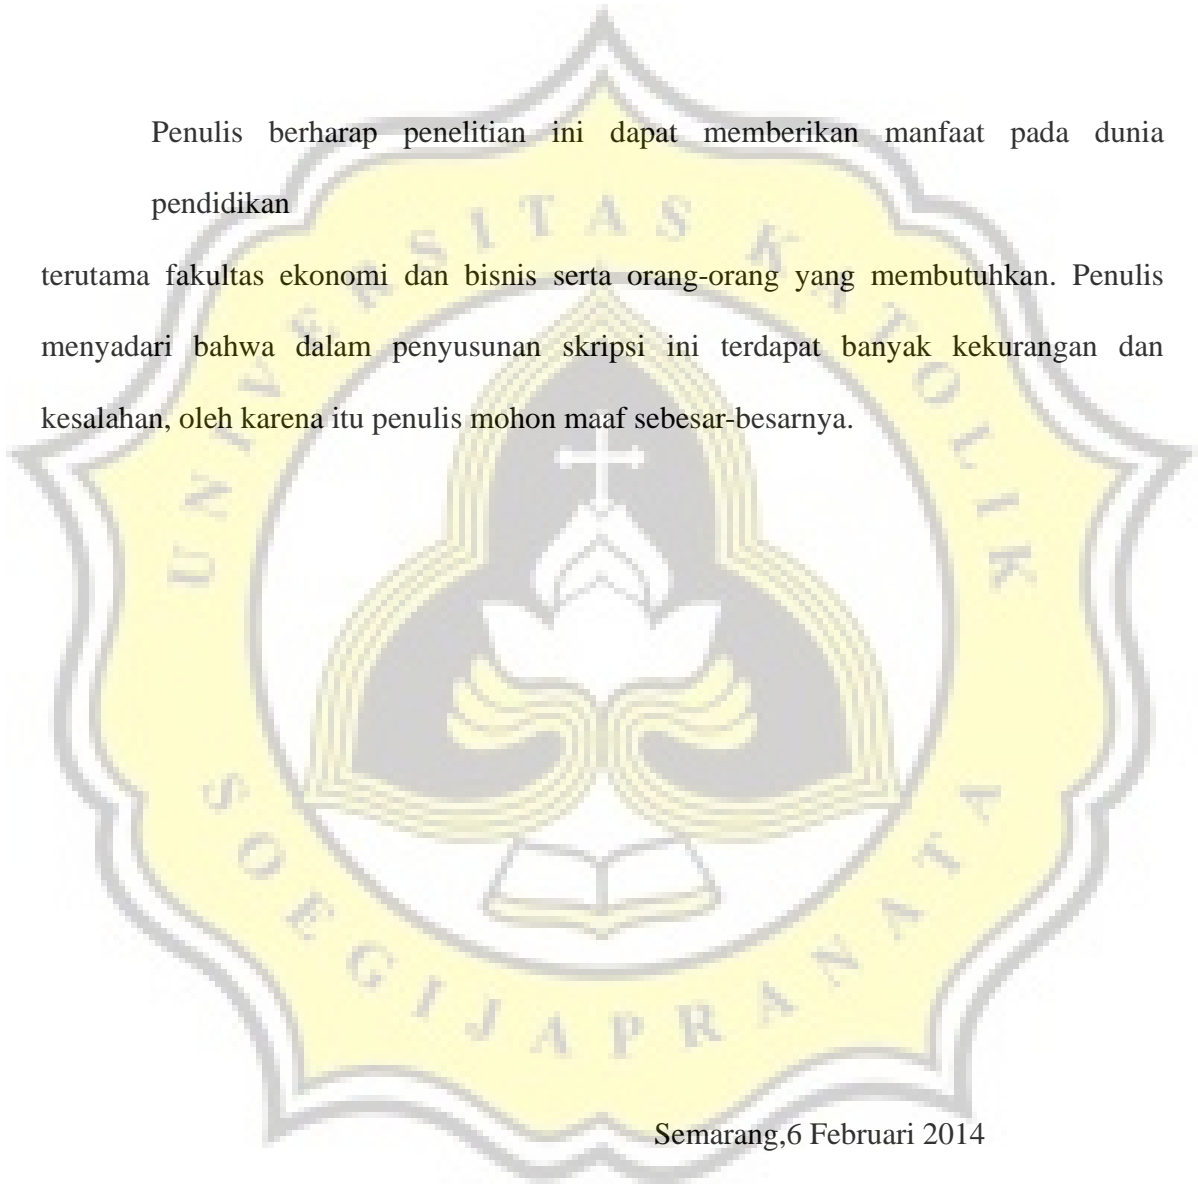 Penulis berharap penelitian ini dapat memberikan manfaat pada dunia
pendidikan
terutama fakultas ekonomi dan bisnis serta orang-orang yang membutuhkan. Penulis
menyadari bahwa dalam penyusunan skripsi ini terdapat banyak kekurangan dan
kesalahan, oleh karena itu penulis mohon maaf sebesar-besarnya.
UNIVERSITAS KATOLIK
SOEGIJAPRANATA
Semarang,6 Februari 2014